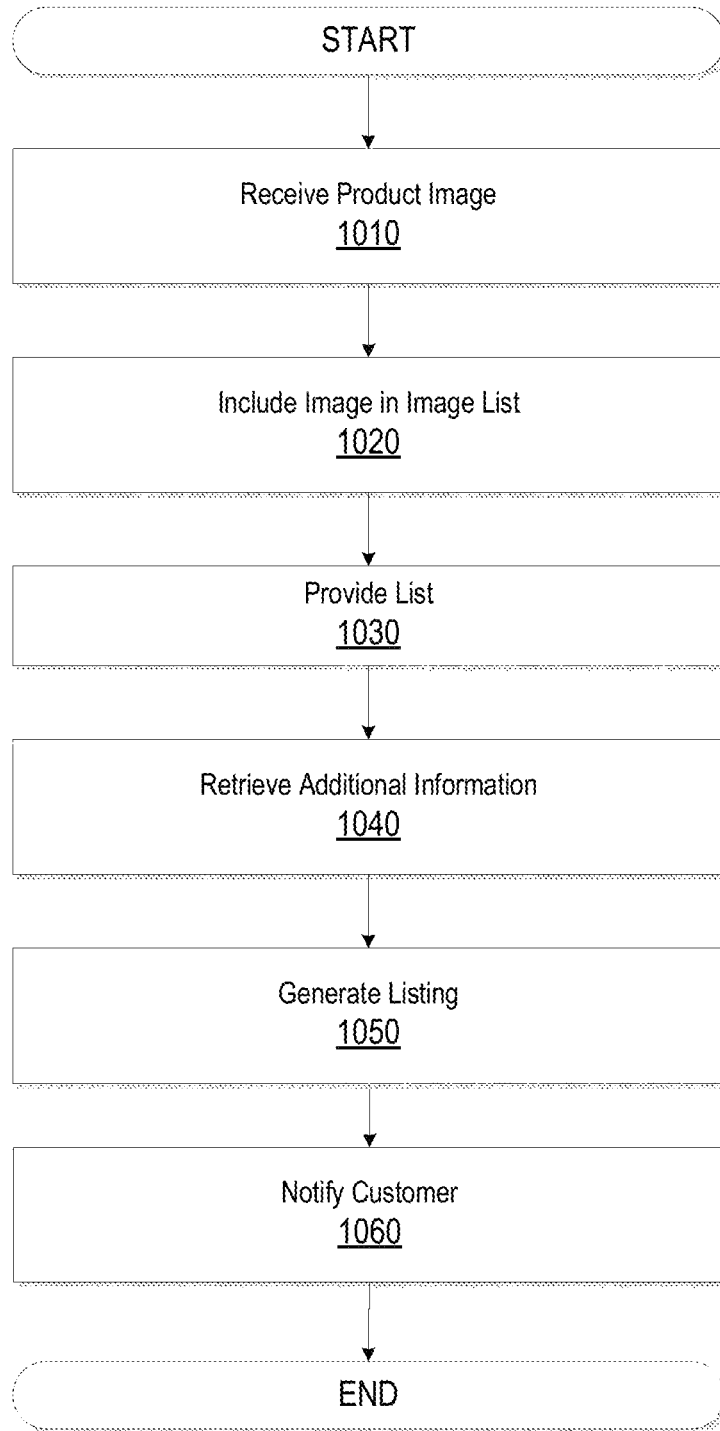 START
Receive Product Image
1010
Include Image in Image List
1020
Provide List
1030
Retrieve Additional Information
1040
Generate Listing
1050
Notify Customer
1060
END